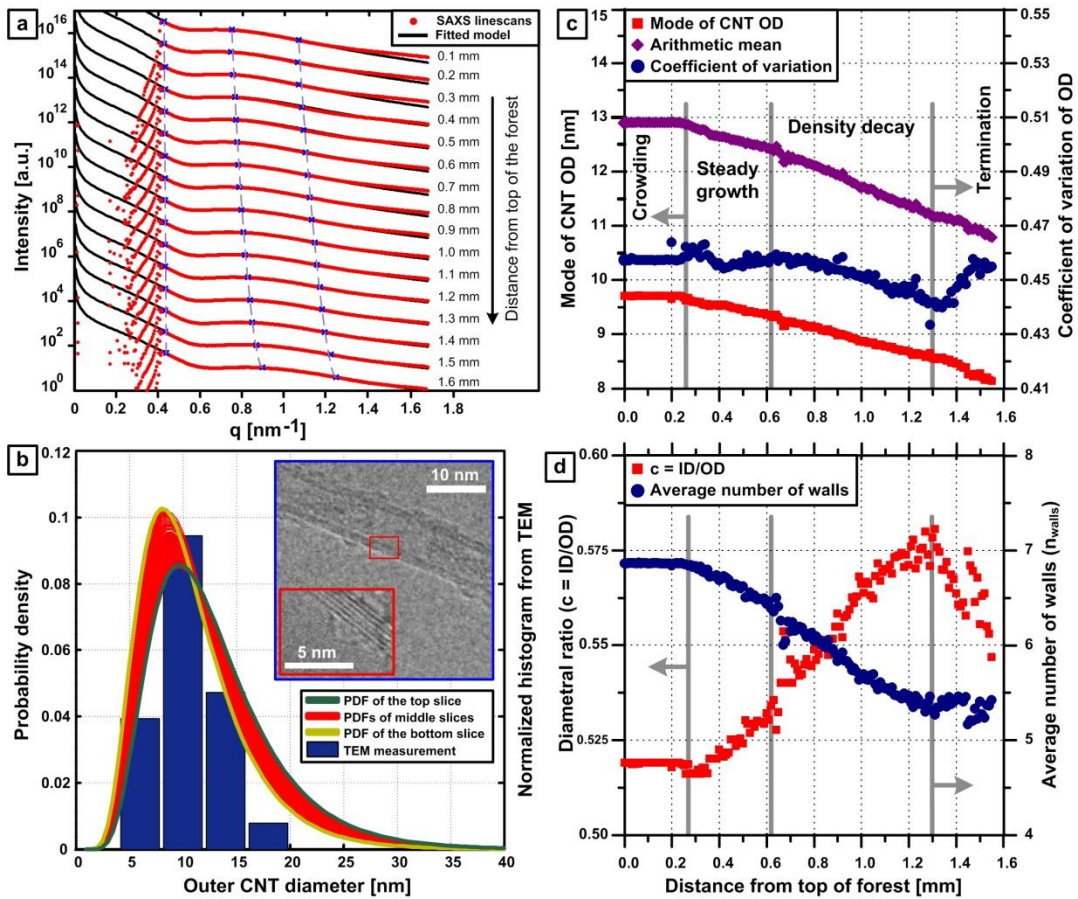 a
SAXS linescans
Fitted model
Intensity [a.u.]
10^16
10^14
10^12
10^10
10^8
10^6
10^4
10^2
10^0
0.1 mm
0.2 mm
0.3 mm
0.4 mm
0.5 mm
0.6 mm
0.7 mm
0.8 mm
0.9 mm
1.0 mm
1.1 mm
1.2 mm
1.3 mm
1.4 mm
1.5 mm
1.6 mm
Distance from top of the forest
0 0.2 0.4 0.6 0.8 1.0 1.2 1.4 1.6 1.8
q [nm^-1]
c
Mode of CNT OD
Arithmetic mean
Coefficient of variation
Mode of CNT OD [nm]
15
14
13
12
11
10
9
8
Crowding
Steady
growth
Density decay
Termination
0.55
0.53
0.51
0.49
0.47
0.45
0.43
0.41
Coefficient of variation of OD
0.0 0.2 0.4 0.6 0.8 1.0 1.2 1.4 1.6
b
Probability density
0.12
0.1
0.08
0.06
0.04
0.02
0
10 nm
5 nm
PDF of the top slice
PDFs of middle slices
PDF of the bottom slice
TEM measurement
Normalized histogram from TEM
0 5 10 15 20 25 30 35 40
Outer CNT diameter [nm]
d
c = ID/OD
Average number of walls
Diametral ratio (c = ID/OD)
0.60
0.575
0.55
0.525
0.50
8
7
6
5
4
Average number of walls (n_walls)
0.0 0.2 0.4 0.6 0.8 1.0 1.2 1.4 1.6
Distance from top of forest [mm]